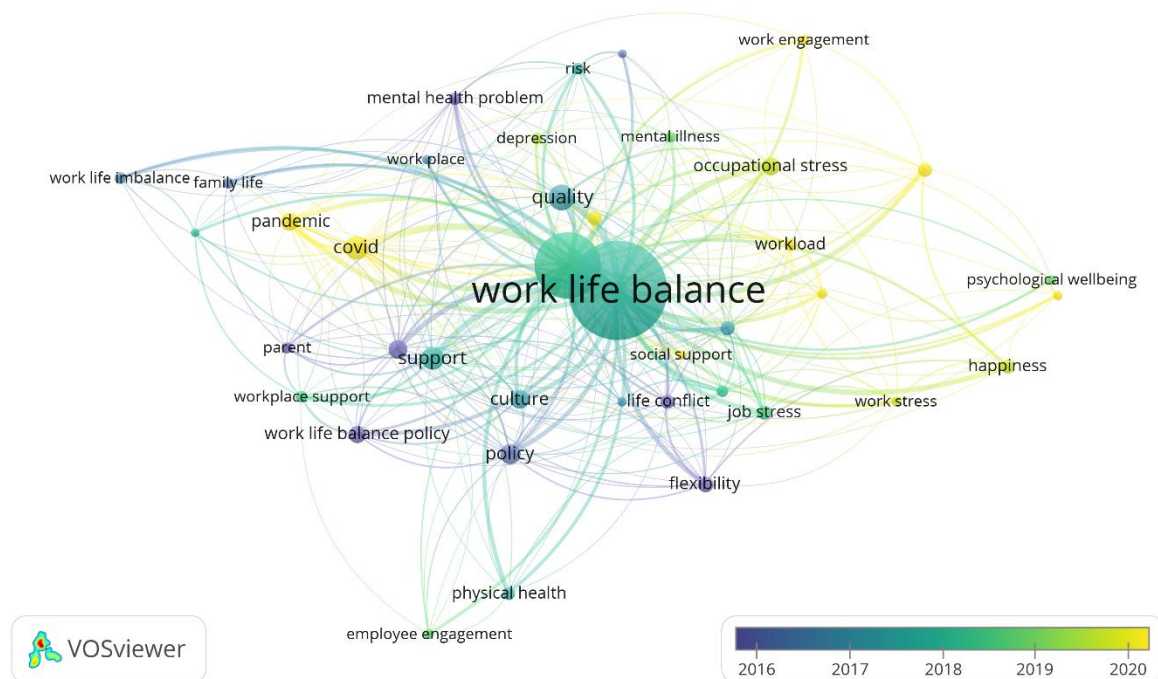 work engagement
risk
mental health problem
depression
mental illness
work place
occupational stress
work life imbalance
family life
quality
pandemic
covid
workload
psychological wellbeing
work life balance
parent
support
social support
happiness
workplace support
culture
life conflict
job stress
work stress
work life balance policy
policy
flexibility
physical health
employee engagement
VOSviewer
2016
2017
2018
2019
2020